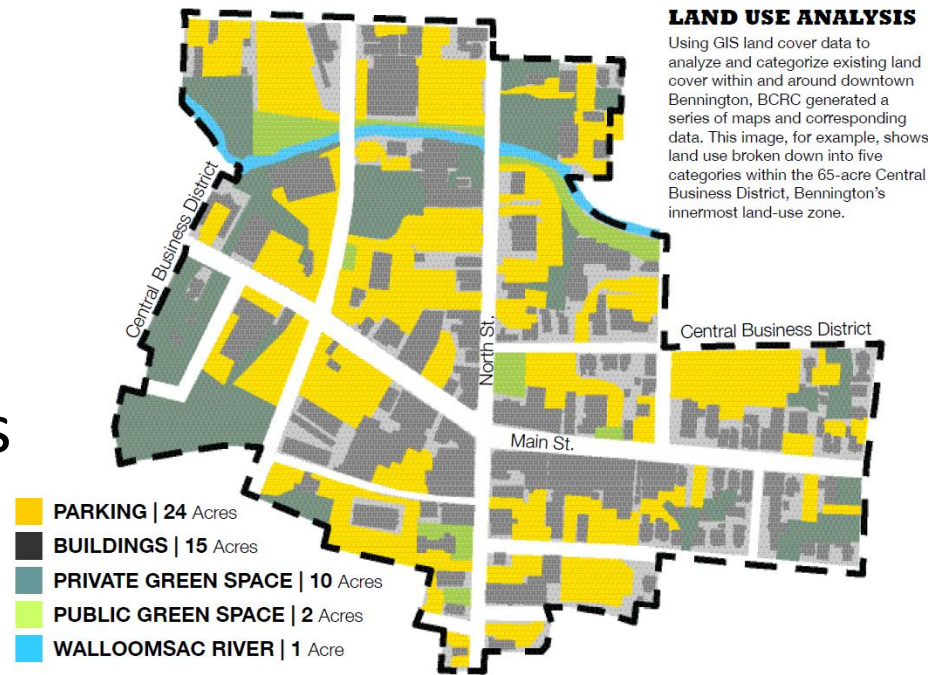 LAND USE ANALYSIS
Using GIS land cover data to
analyze and categorize existing land
cover within and around downtown
Bennington, BCRC generated a
series of maps and corresponding
data. This image, for example, shows
land use broken down into five
categories within the 65-acre Central
Business District, Bennington's
innermost land-use zone.
Central Business District
North St.
Central Business District
Main St.
S
PARKING | 24 Acres
BUILDINGS | 15 Acres
PRIVATE GREEN SPACE | 10 Acres
PUBLIC GREEN SPACE | 2 Acres
WALLOOMSAC RIVER | 1 Acre